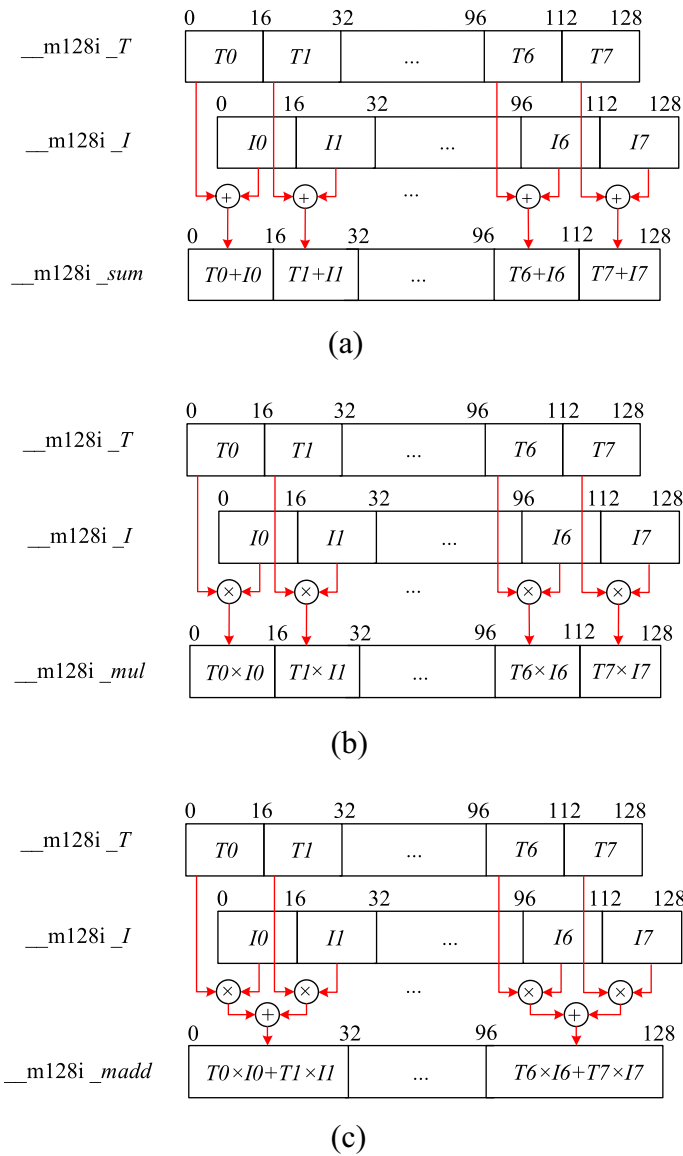 0 16 32 96 112 128
__m128i _T T0 T1 ... T6 T7
0 16 32 96 112 128
__m128i _I I0 I1 ... I6 I7
+ + ... + +
0 16 32 96 112 128
__m128i _sum T0+I0 T1+I1 ... T6+I6 T7+I7
(a)
0 16 32 96 112 128
__m128i _T T0 T1 ... T6 T7
0 16 32 96 112 128
__m128i _I I0 I1 ... I6 I7
× × ... × ×
0 16 32 96 112 128
__m128i _mul T0×I0 T1×I1 ... T6×I6 T7×I7
(b)
0 16 32 96 112 128
__m128i _T T0 T1 ... T6 T7
0 16 32 96 112 128
__m128i _I I0 I1 ... I6 I7
× × ... × ×
+ +
0 32 96 128
__m128i _madd T0×I0+T1×I1 ... T6×I6+T7×I7
(c)